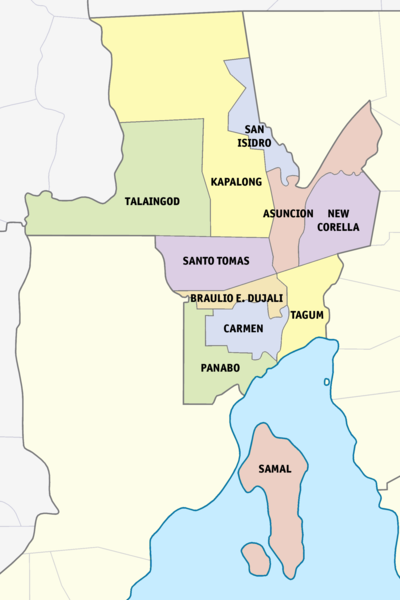 SAN
ISIDRO
KAPALONG
TALAINGOD
ASUNCION
NEW
CORELLA
SANTO TOMAS
BRAULIO E. DUJALI
TAGUM
CARMEN
PANABO
SAMAL